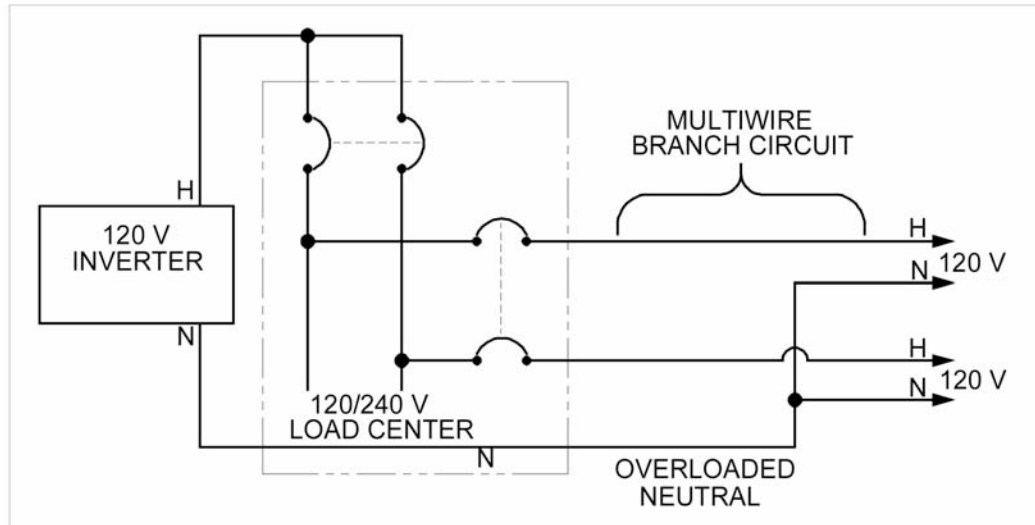 MULTIWIRE
BRANCH CIRCUIT
H
120 V
INVERTER
N
H
N
120 V
H
N
120 V
120/240 V
LOAD CENTER
N
OVERLOADED
NEUTRAL